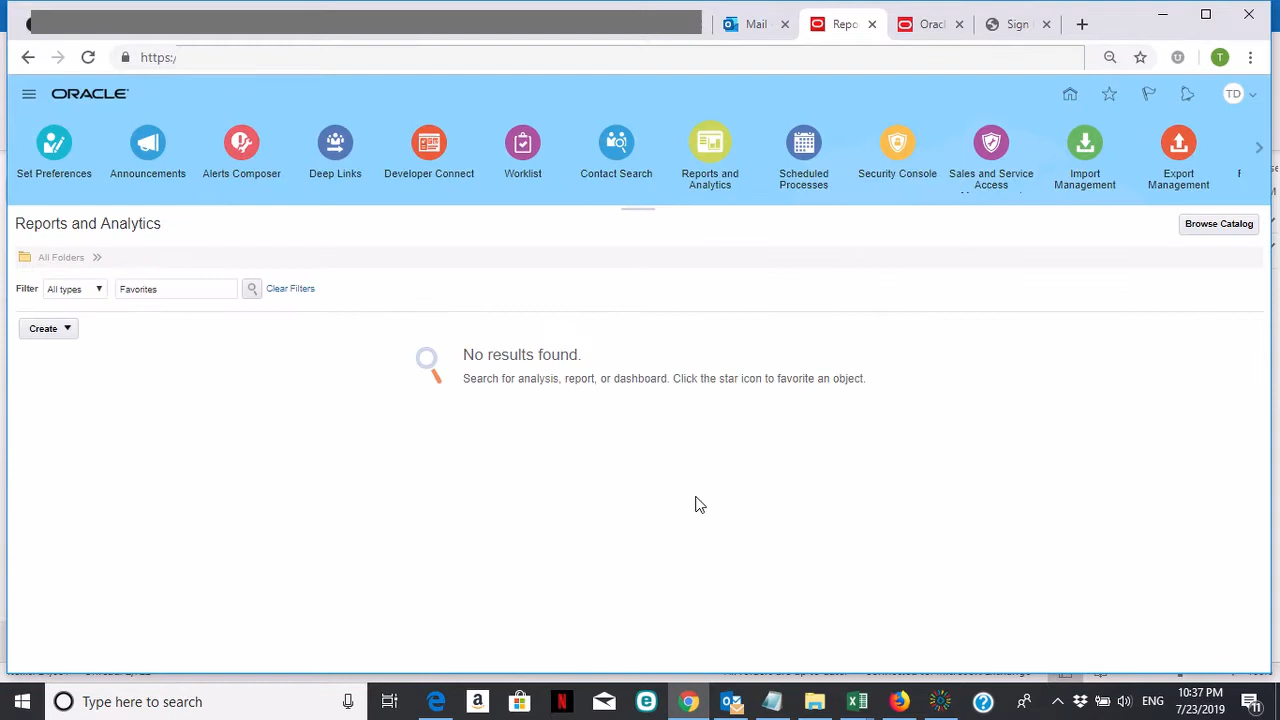 Mail
Repo
Oracl
Sign
https:/
T
ORACLE
TD
Set Preferences
Announcements
Alerts Composer
Deep Links
Developer Connect
Worklist
Contact Search
Reports and
Analytics
Scheduled
Processes
Security Console
Sales and Service
Access
Import
Management
Export
Management
F
Reports and Analytics
Browse Catalog
All Folders
Filter All types Favorites Clear Filters
Create
No results found.
Search for analysis, report, or dashboard. Click the star icon to favorite an object.
Type here to search
ENG
10:37 PM
7/23/2019
11